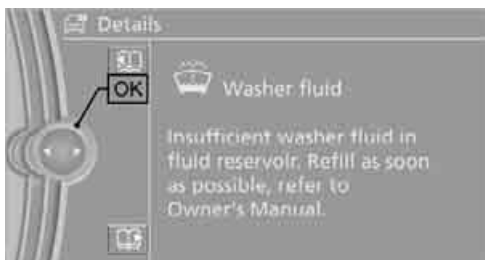 Details
OK
Washer fluid
Insufficient washer fluid in
fluid reservoir. Refill as soon
as possible, refer to
Owner's Manual.